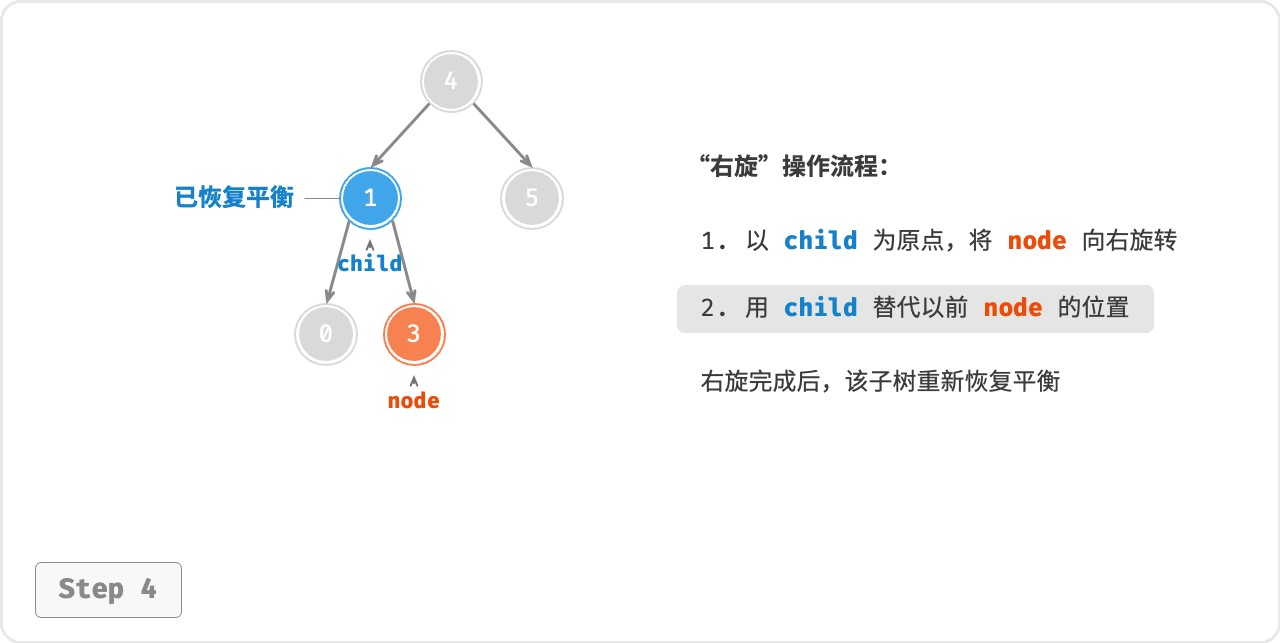 4
已恢复平衡
1
5
child
0
3
node
“右旋”操作流程：
1. 以 child 为原点，将 node 向右旋转
2. 用 child 替代以前 node 的位置
右旋完成后，该子树重新恢复平衡
Step 4